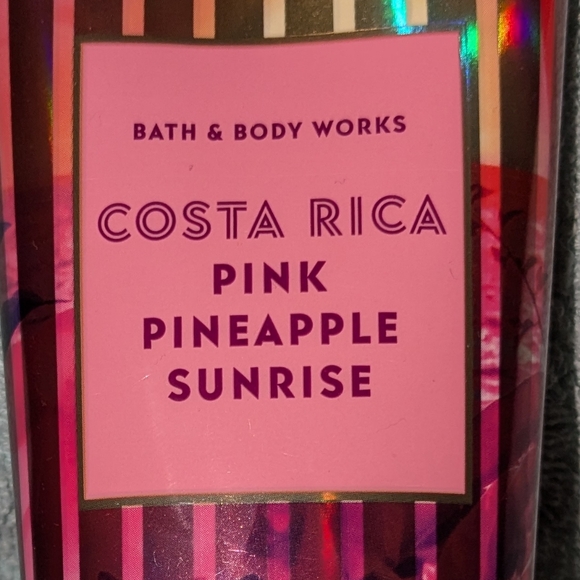 BATH & BODY WORKS
COSTA RICA
PINK
PINEAPPLE
SUNRISE